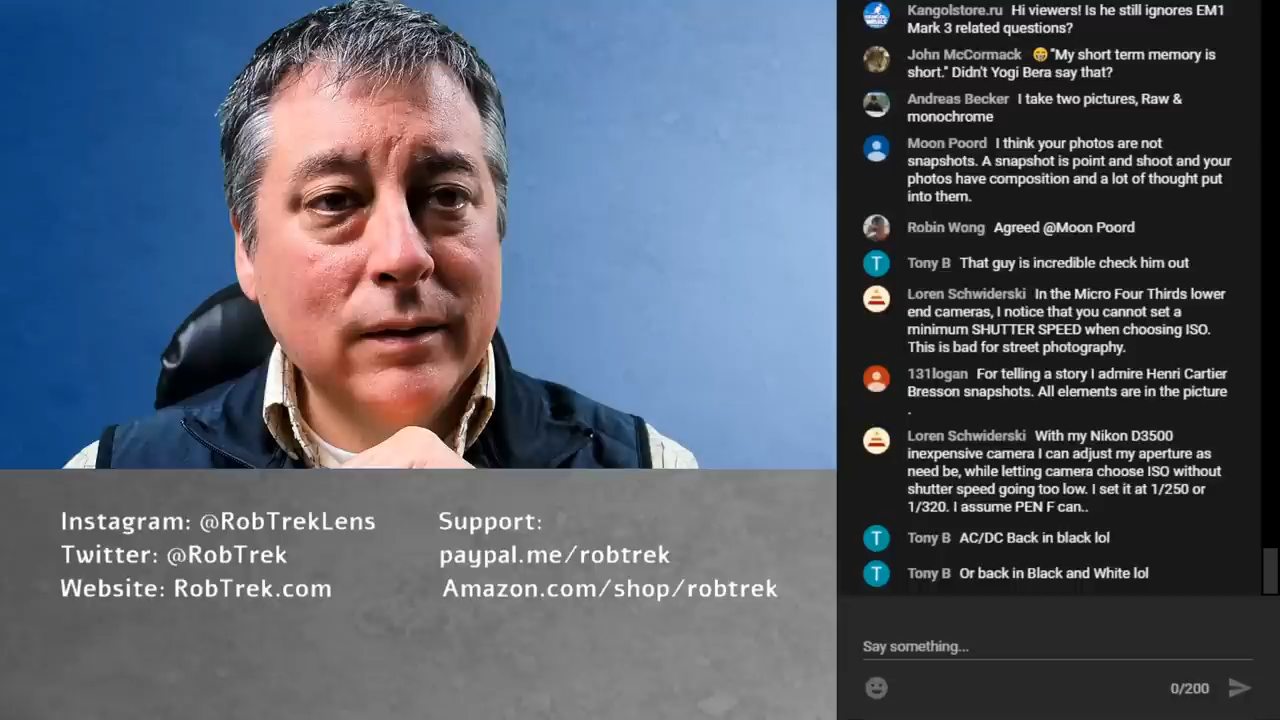 Instagram: @RobTrekLens
Twitter: @RobTrek
Website: RobTrek.com
Support:
paypal.me/robtrek
Amazon.com/shop/robtrek
Kangolstore.ru Hi viewers! Is he still ignores EM1
Mark 3 related questions?
John McCormack 😁"My short term memory is
short." Didn't Yogi Bera say that?
Andreas Becker I take two pictures, Raw &
monochrome
Moon Poord I think your photos are not
snapshots. A snapshot is point and shoot and your
photos have composition and a lot of thought put
into them.
Robin Wong Agreed @Moon Poord
T
Tony B That guy is incredible check him out
Loren Schwiderski In the Micro Four Thirds lower
end cameras, I notice that you cannot set a
minimum SHUTTER SPEED when choosing ISO.
This is bad for street photography.
131logan For telling a story I admire Henri Cartier
Bresson snapshots. All elements are in the picture
.
Loren Schwiderski With my Nikon D3500
inexpensive camera I can adjust my aperture as
need be, while letting camera choose ISO without
shutter speed going too low. I set it at 1/250 or
1/320. I assume PEN F can..
T
Tony B AC/DC Back in black lol
T
Tony B Or back in Black and White lol
Say something...
0/200